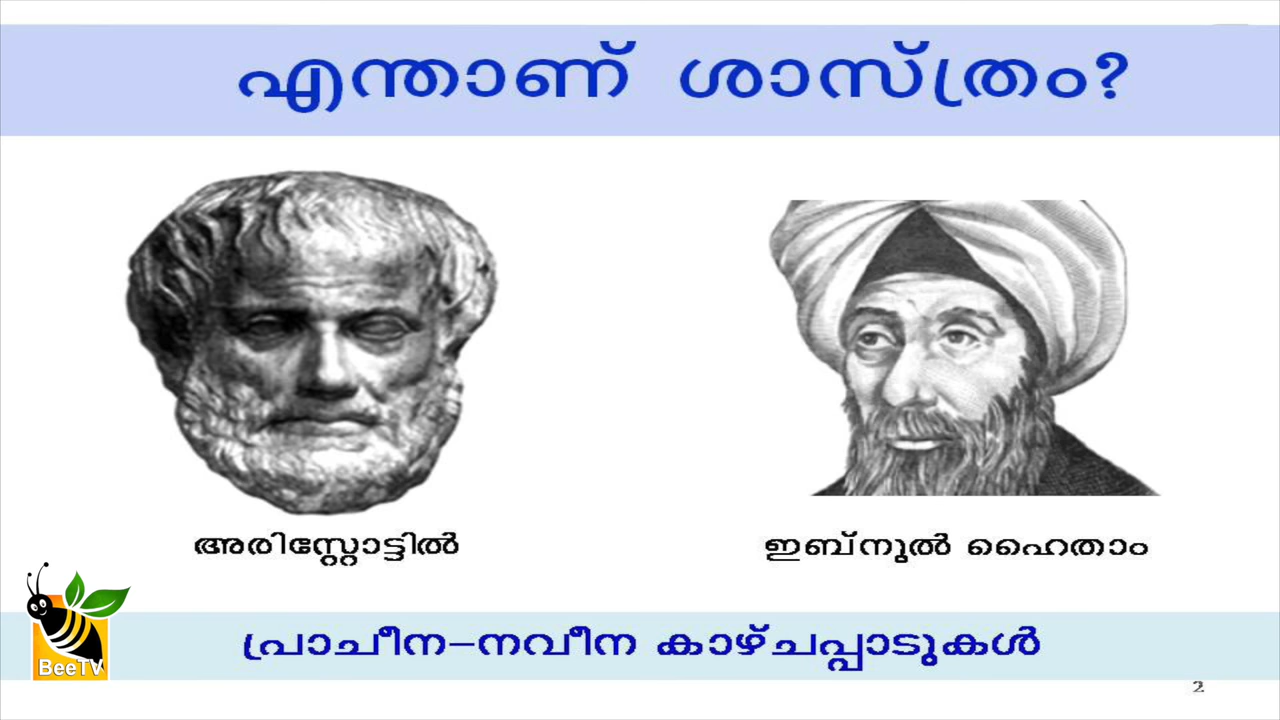 എന്താണ് ശാസ്ത്രം?
അരിസ്റ്റോട്ടിൽ
ഇബ്നുൽ ഹൈതാം
പ്രാചീന-നവീന കാഴ്ചപ്പാടുകൾ
BeeTV
2